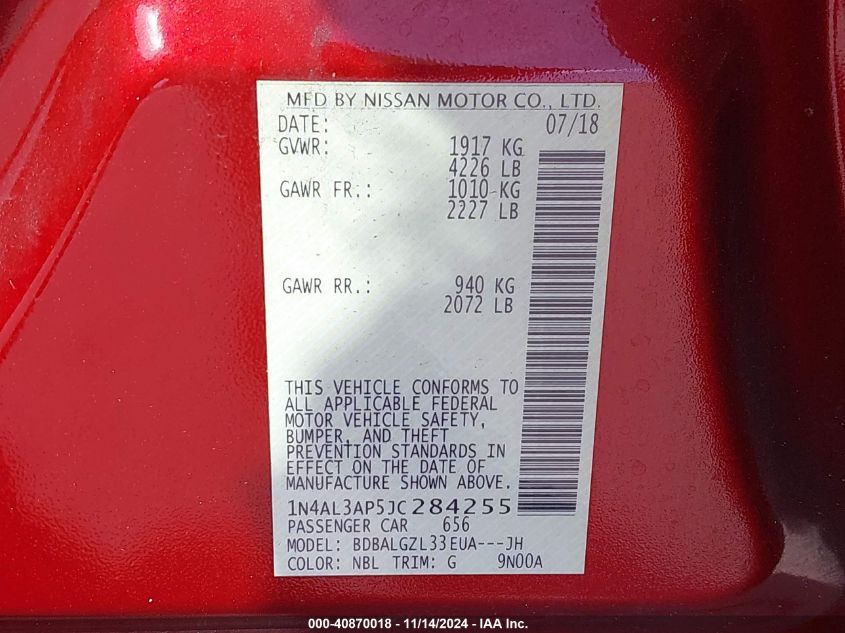 MFD BY NISSAN MOTOR CO., LTD.
DATE: 07/18
GVWR: 1917 KG
4226 LB
GAWR FR.: 1010 KG
2227 LB
GAWR RR.: 940 KG
2072 LB
THIS VEHICLE CONFORMS TO
ALL APPLICABLE FEDERAL
MOTOR VEHICLE SAFETY,
BUMPER, AND THEFT
PREVENTION STANDARDS IN
EFFECT ON THE DATE OF
MANUFACTURE SHOWN ABOVE.
1N4AL3AP5JC284255
PASSENGER CAR 656
MODEL: BDBALGZL33EUA---JH
COLOR: NBL TRIM: G 9N00A
000-40870018 - 11/14/2024 - IAA Inc.